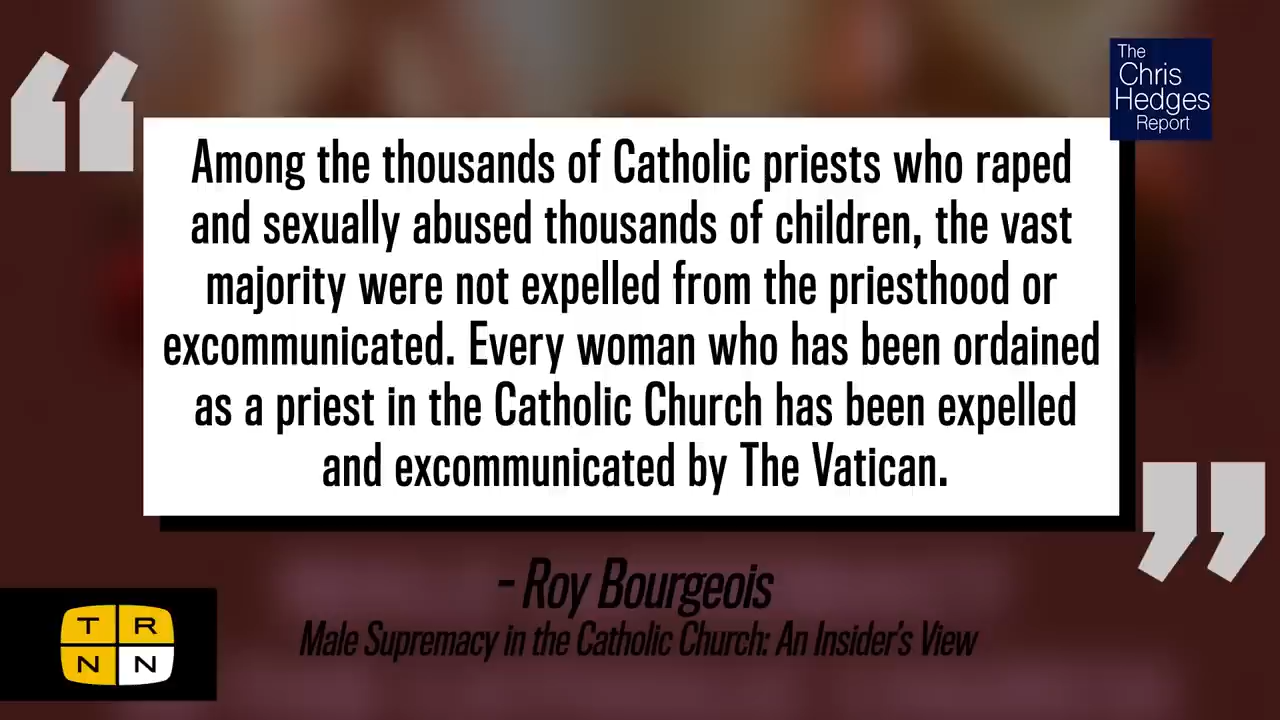 The
Chris
Hedges
Report
“
Among the thousands of Catholic priests who raped
and sexually abused thousands of children, the vast
majority were not expelled from the priesthood or
excommunicated. Every woman who has been ordained
as a priest in the Catholic Church has been expelled
and excommunicated by The Vatican.
”
- Roy Bourgeois
Male Supremacy in the Catholic Church: An Insider's View
T R
N N